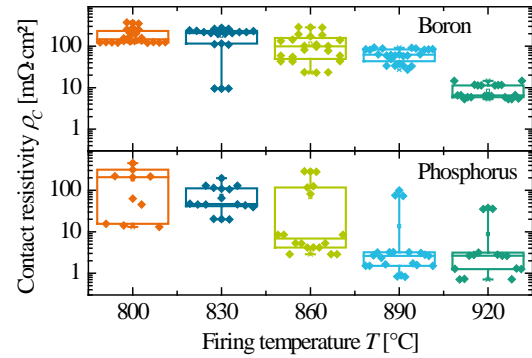 Boron
100
10
1
Phosphorus
100
10
1
Contact resistivity ρC [mΩ·cm²]
800 830 860 890 920
Firing temperature T [°C]